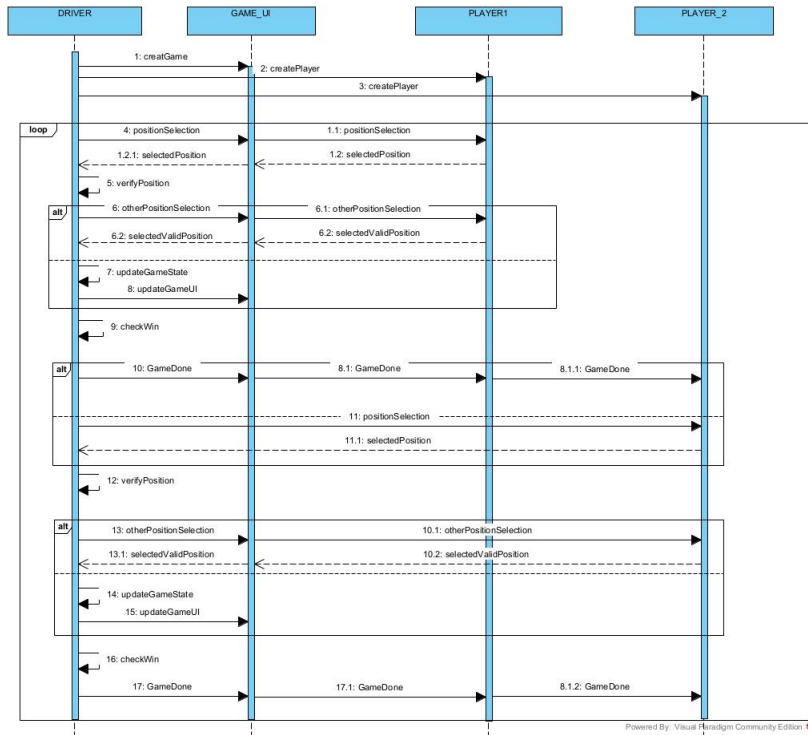 DRIVER
GAME_UI
PLAYER1
PLAYER_2
1: creatGame
2: createPlayer
3: createPlayer
loop
4: positionSelection
1.1: positionSelection
1.2.1: selectedPosition
1.2: selectedPosition
5: verifyPosition
alt
6: otherPositionSelection
6.1: otherPositionSelection
6.2: selectedValidPosition
6.2: selectedValidPosition
7: updateGameState
8: updateGameUI
9: checkWin
alt
10: GameDone
8.1: GameDone
8.1.1: GameDone
11: positionSelection
11.1: selectedPosition
12: verifyPosition
alt
13: otherPositionSelection
10.1: otherPositionSelection
13.1: selectedValidPosition
10.2: selectedValidPosition
14: updateGameState
15: updateGameUI
16: checkWin
17: GameDone
17.1: GameDone
8.1.2: GameDone
Powered By: Visual Paradigm Community Edition